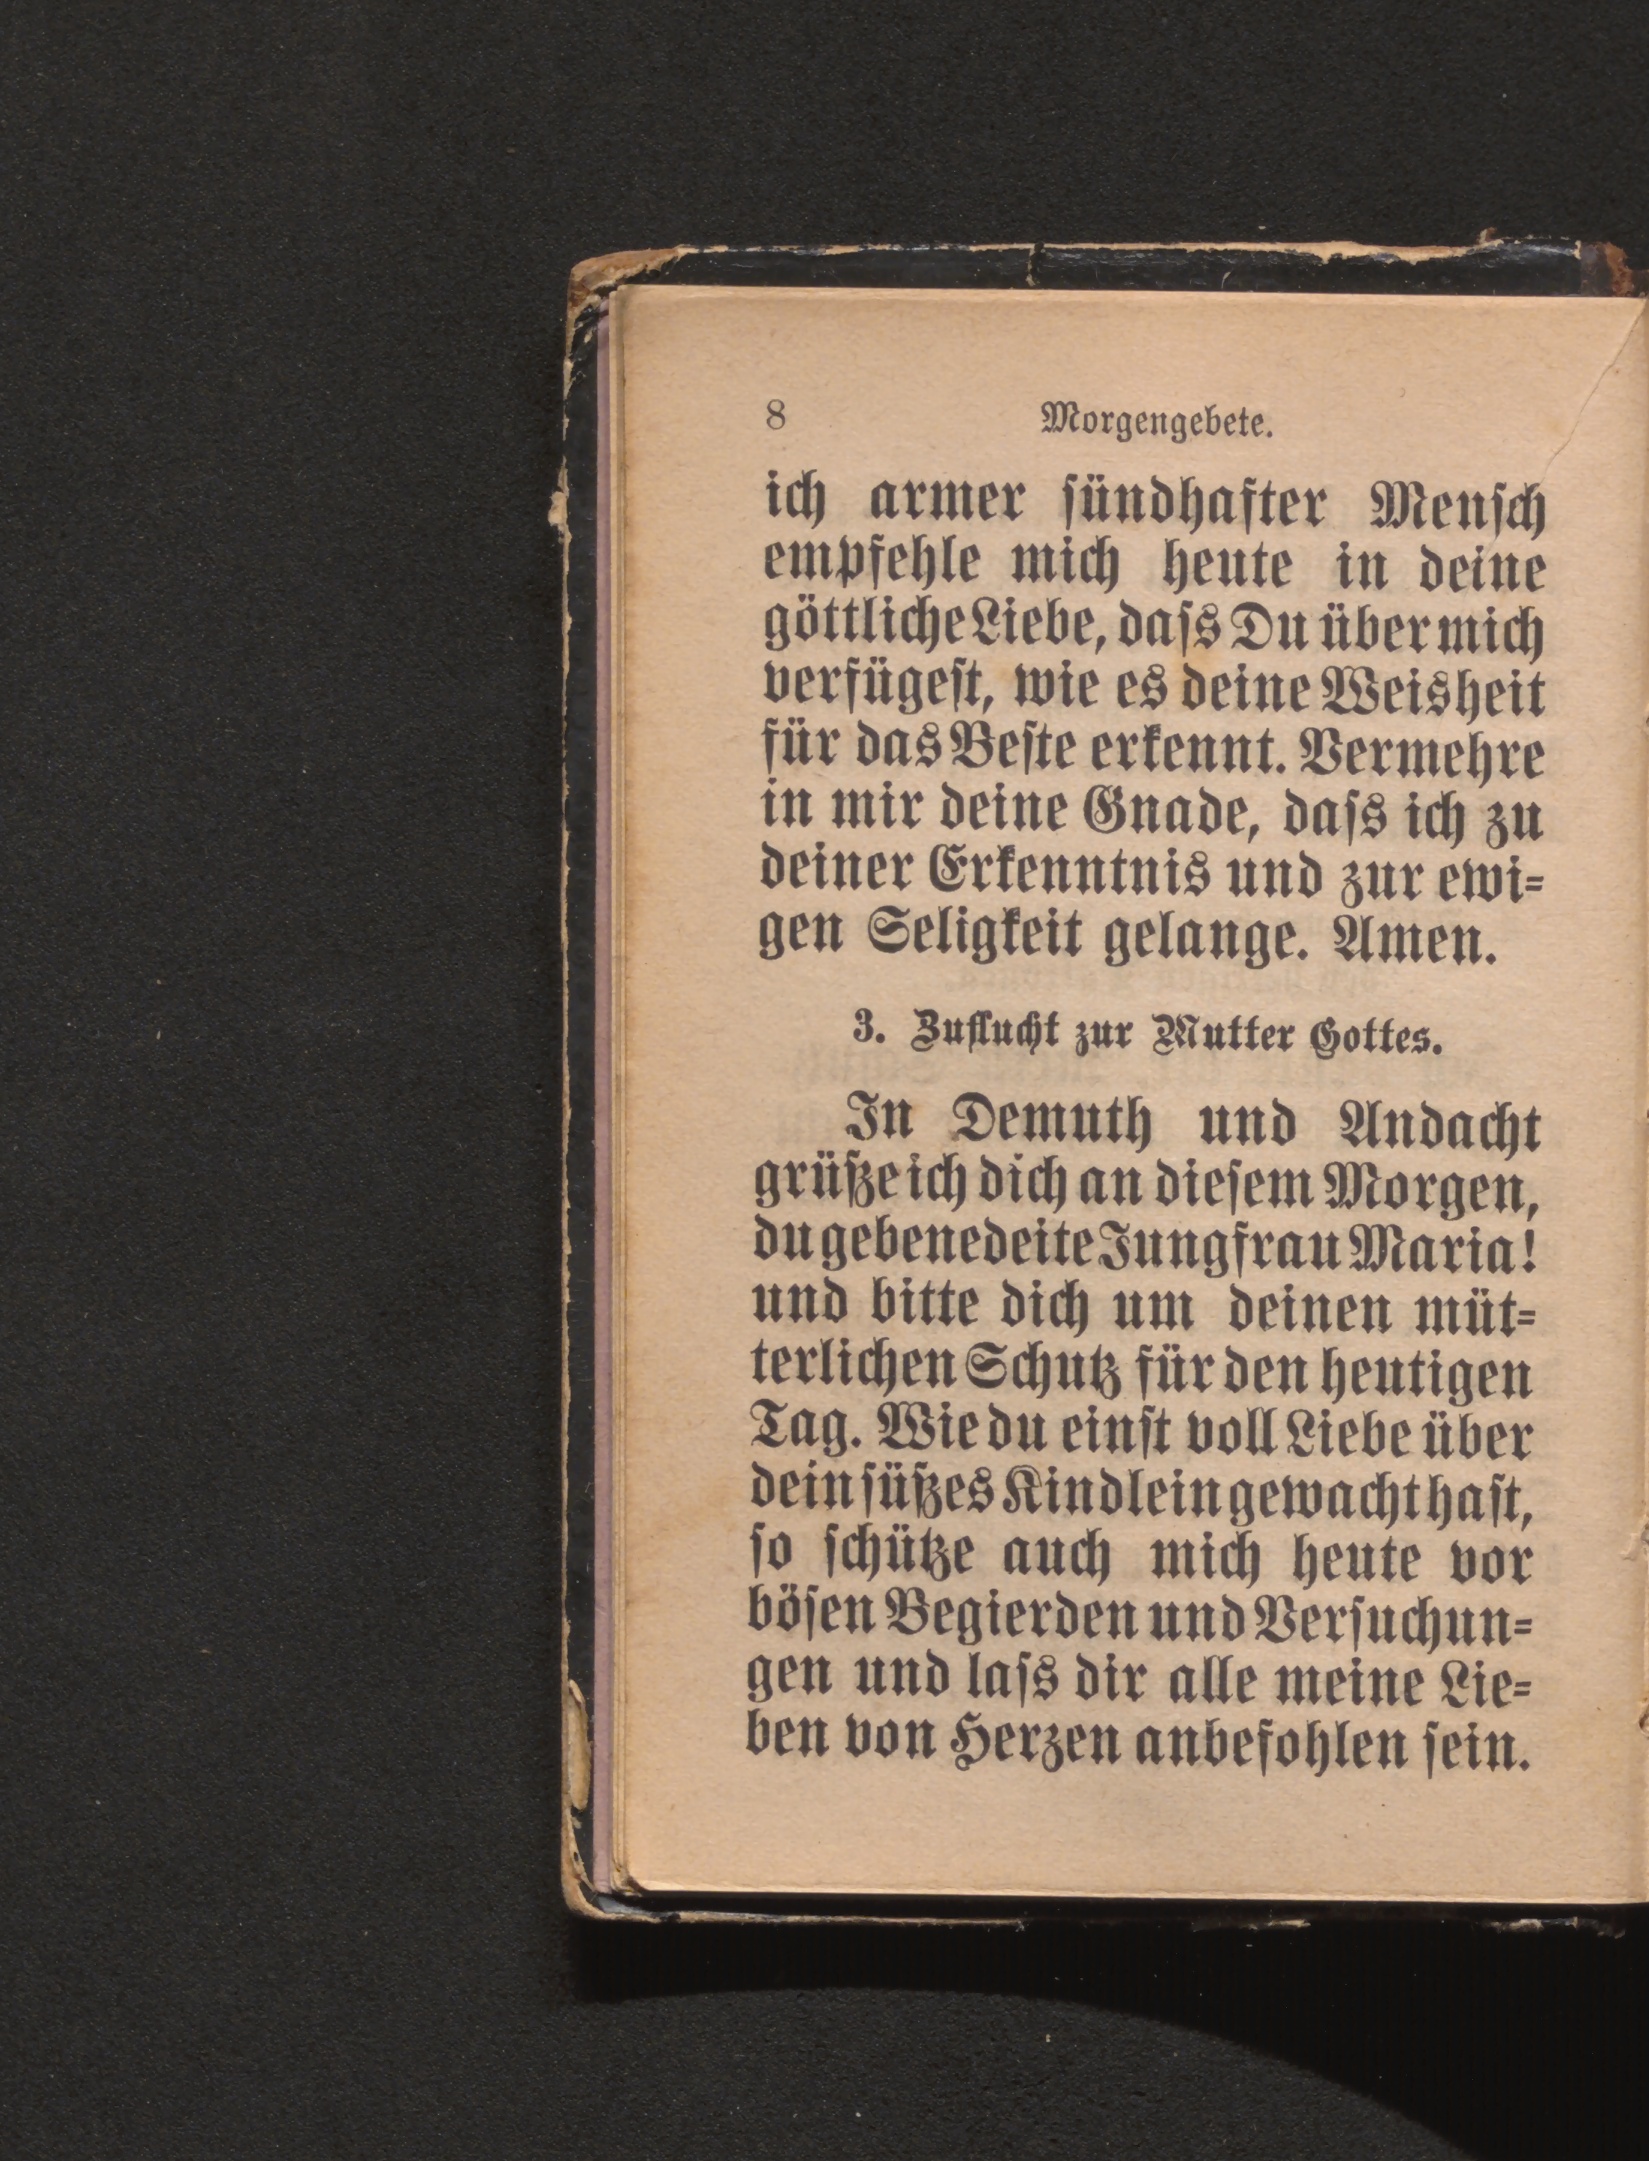 8 Morgengebete.
ich armer ſündhafter Menſch
empfehle mich heute in deine
göttliche Liebe, daſs Du über mich
verfügeſt, wie es deine Weisheit
für das Beſte erkennt. Vermehre
in mir deine Gnade, daſs ich zu
deiner Erkenntnis und zur ewi=
gen Seligkeit gelange. Amen.
3. Zuflucht zur Mutter Gottes.
In Demuth und Andacht
grüße ich dich an dieſem Morgen,
du gebenedeite Jungfrau Maria!
und bitte dich um deinen müt=
terlichen Schutz für den heutigen
Tag. Wie du einſt voll Liebe über
dein ſüßes Kindlein gewacht haſt,
ſo ſchütze auch mich heute vor
böſen Begierden und Verſuchun=
gen und laſs dir alle meine Lie=
ben von Herzen anbefohlen ſein.